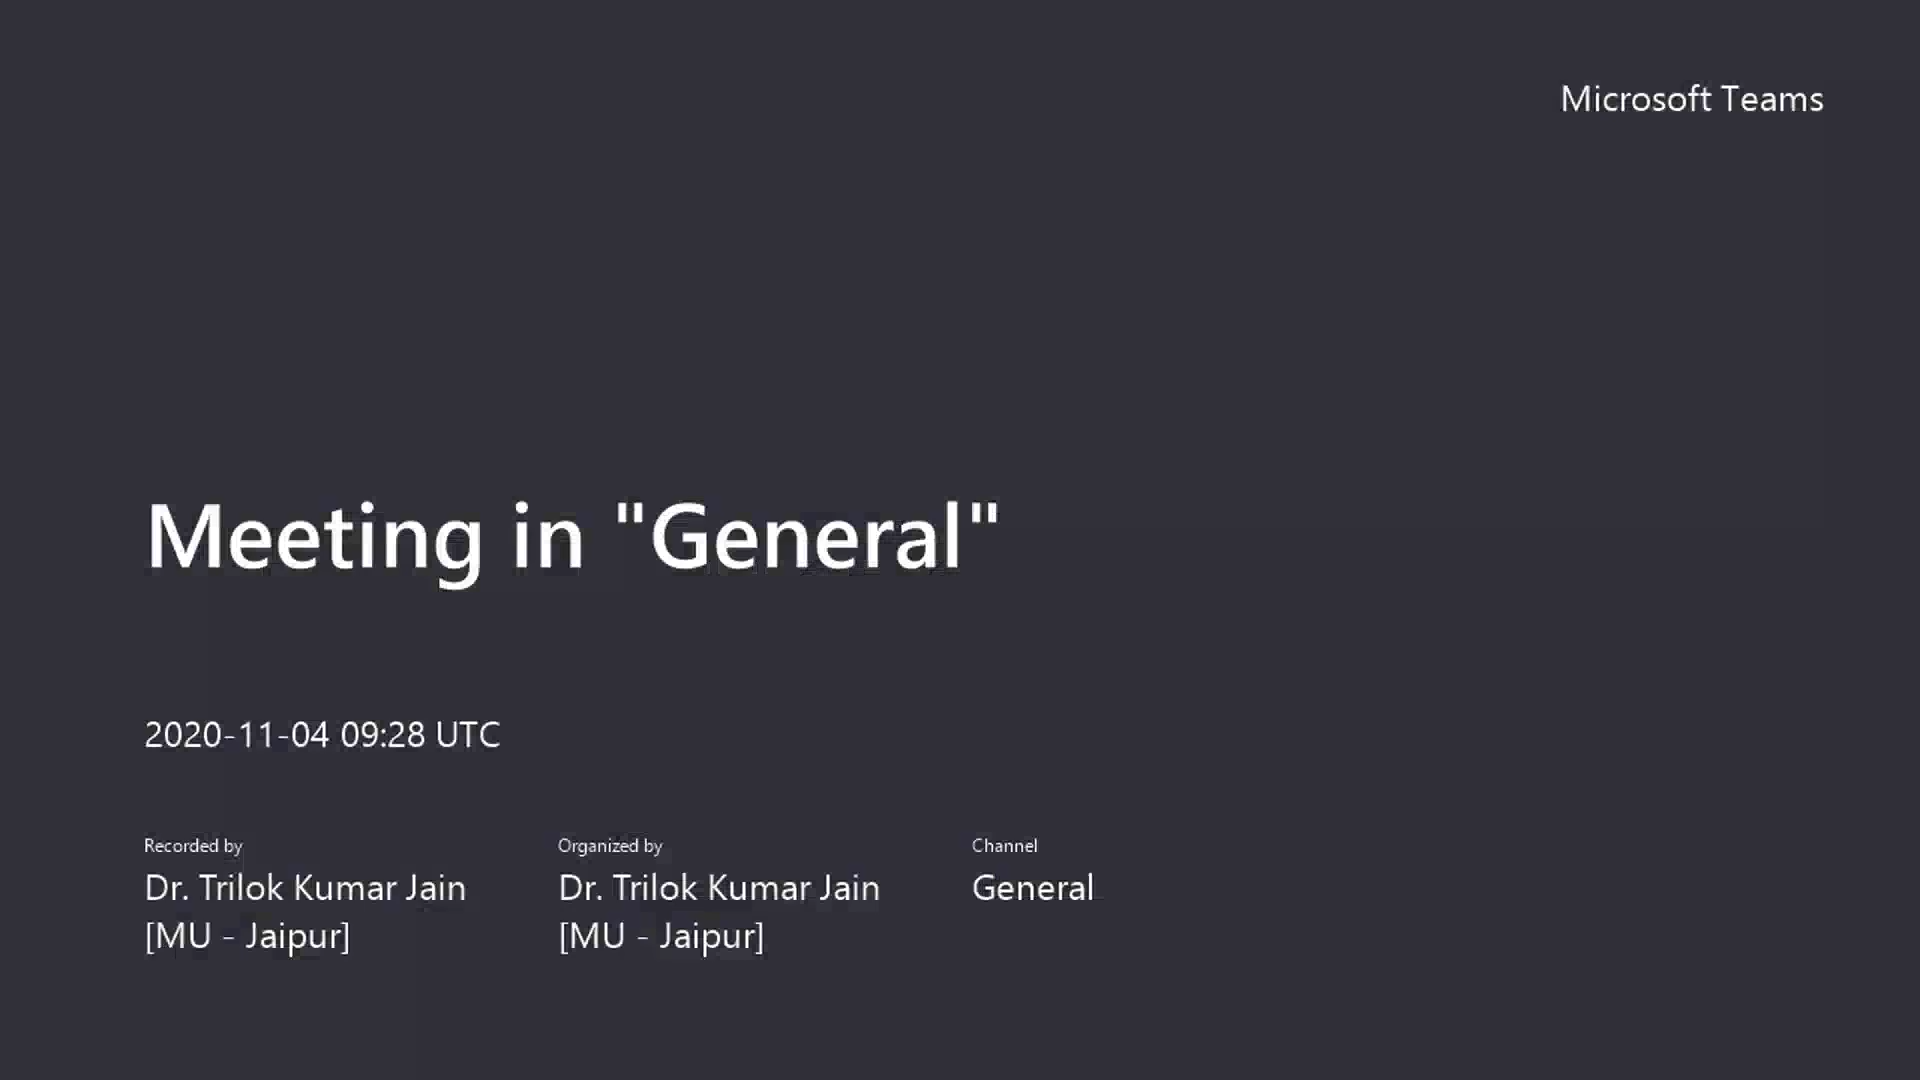 Microsoft Teams
Meeting in "General"
2020-11-04 09:28 UTC
Recorded by
Dr. Trilok Kumar Jain
[MU - Jaipur]
Organized by
Dr. Trilok Kumar Jain
[MU - Jaipur]
Channel
General